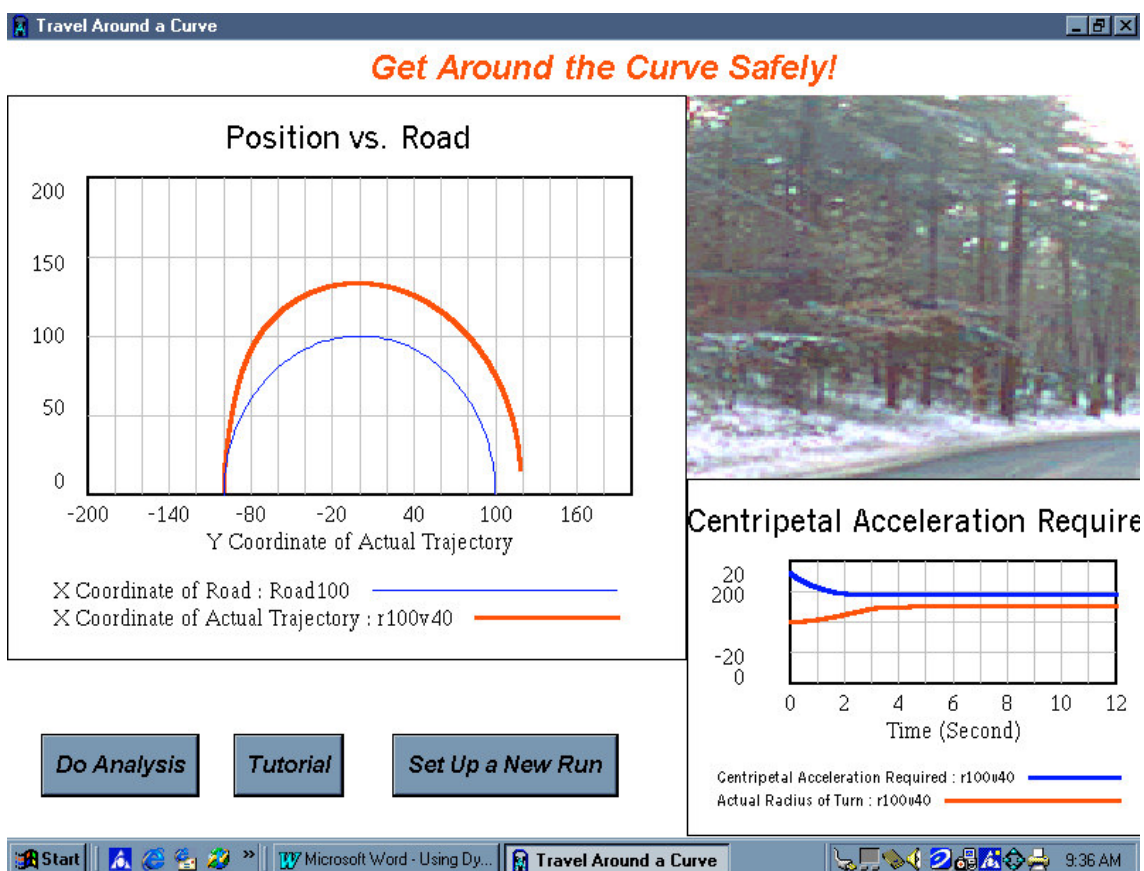 Travel Around a Curve
Get Around the Curve Safely!
Position vs. Road
200
150
100
50
0
-200 -140 -80 -20 40 100 160
Y Coordinate of Actual Trajectory
X Coordinate of Road : Road100
X Coordinate of Actual Trajectory : r100v40
Centripetal Acceleration Require
20
200
-20
0
0 2 4 6 8 10 12
Time (Second)
Centripetal Acceleration Required : r100v40
Actual Radius of Turn : r100v40
Do Analysis
Tutorial
Set Up a New Run
Start
»
Microsoft Word - Using Dy...
Travel Around a Curve
9:36 AM